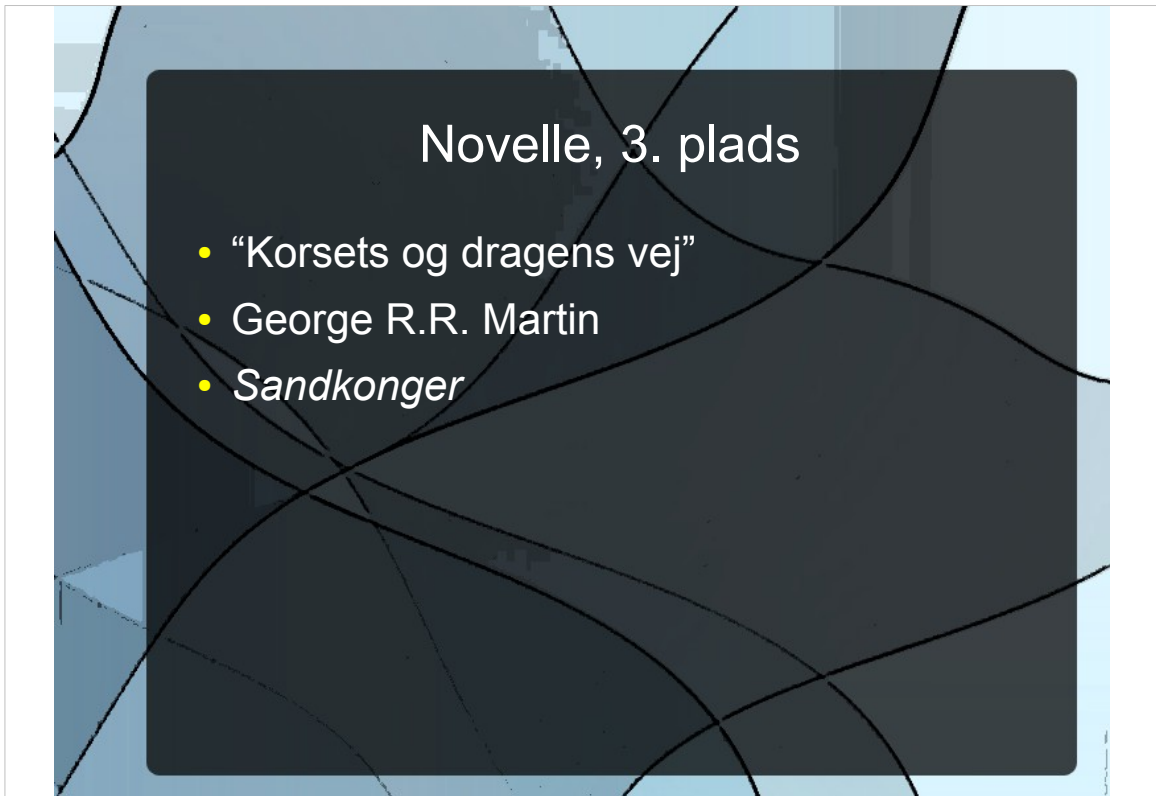 Novelle, 3. plads
• “Korsets og dragens vej”
• George R.R. Martin
• Sandkonger